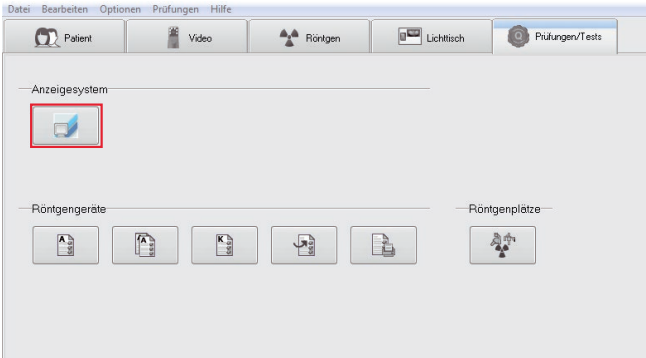 Datei Bearbeiten Optionen Prüfungen Hilfe
Patient Video Röntgen Lichttisch Prüfungen/Tests
Anzeigesystem
Röntgengeräte Röntgenplätze
A A K